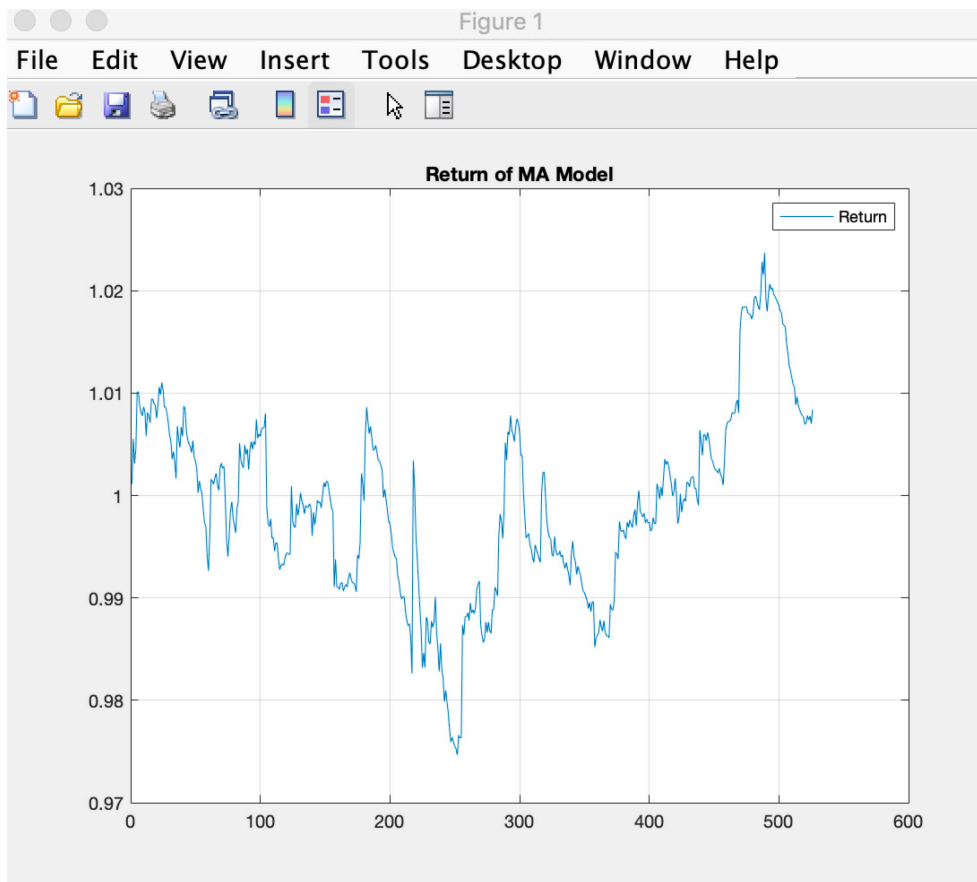 Figure 1
File Edit View Insert Tools Desktop Window Help
Return of MA Model
Return
1.03
1.02
1.01
1
0.99
0.98
0.97
0 100 200 300 400 500 600